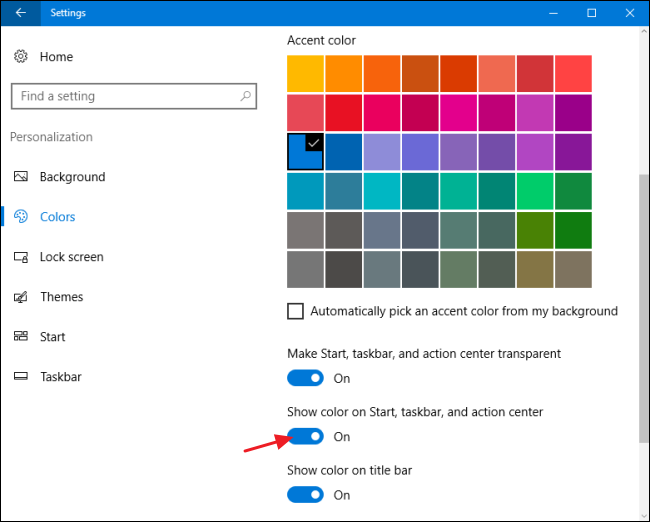 Settings
Home
Find a setting
Personalization
Background
Colors
Lock screen
Themes
Start
Taskbar
Accent color
Automatically pick an accent color from my background
Make Start, taskbar, and action center transparent
On
Show color on Start, taskbar, and action center
On
Show color on title bar
On